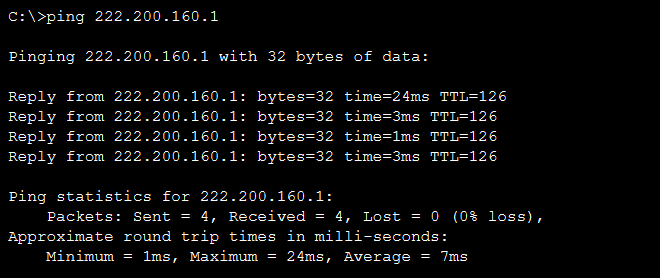 C:\>ping 222.200.160.1
Pinging 222.200.160.1 with 32 bytes of data:
Reply from 222.200.160.1: bytes=32 time=24ms TTL=126
Reply from 222.200.160.1: bytes=32 time=3ms TTL=126
Reply from 222.200.160.1: bytes=32 time=1ms TTL=126
Reply from 222.200.160.1: bytes=32 time=3ms TTL=126
Ping statistics for 222.200.160.1:
    Packets: Sent = 4, Received = 4, Lost = 0 (0% loss),
Approximate round trip times in milli-seconds:
    Minimum = 1ms, Maximum = 24ms, Average = 7ms